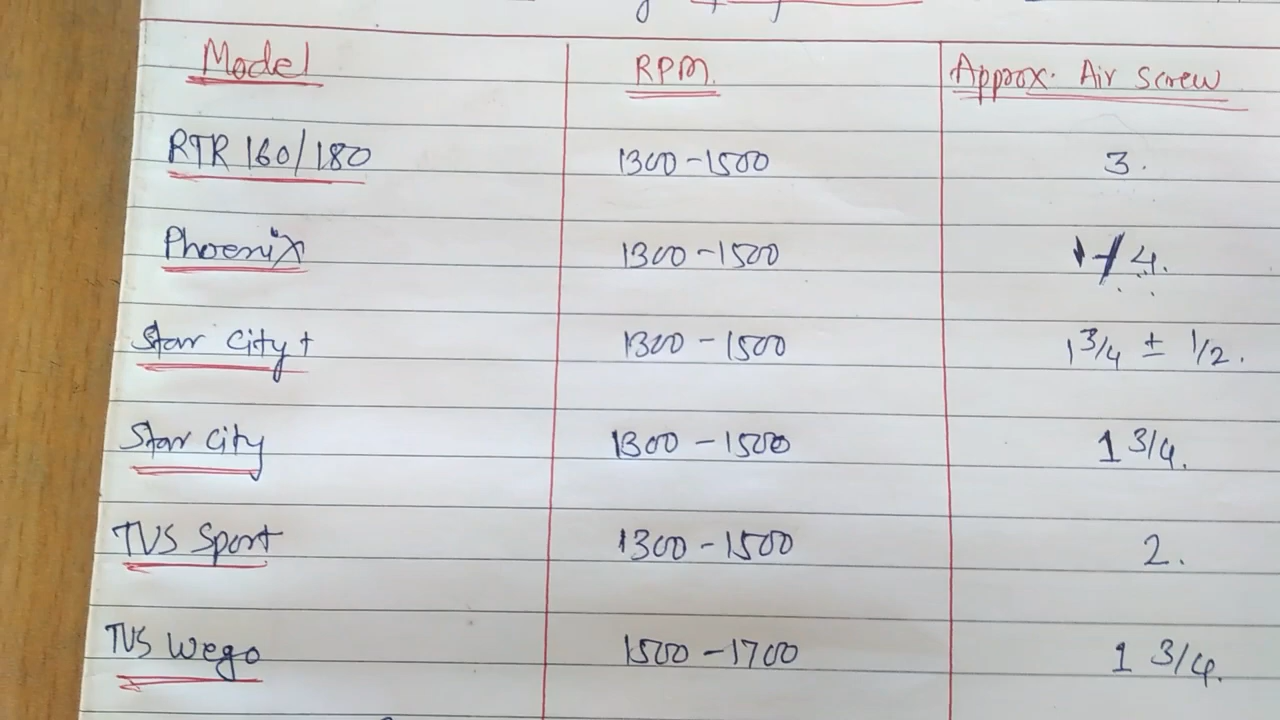 Model RPM. Approx. Air Screw
RTR 160/180 1300-1500 3.
Phoenix 1300-1500 4.
Star City+ 1300-1500 1 3/4 ± 1/2.
Star City 1300-1500 1 3/4.
TVS Sport 1300-1500 2.
TVS Wego 1500-1700 1 3/4.